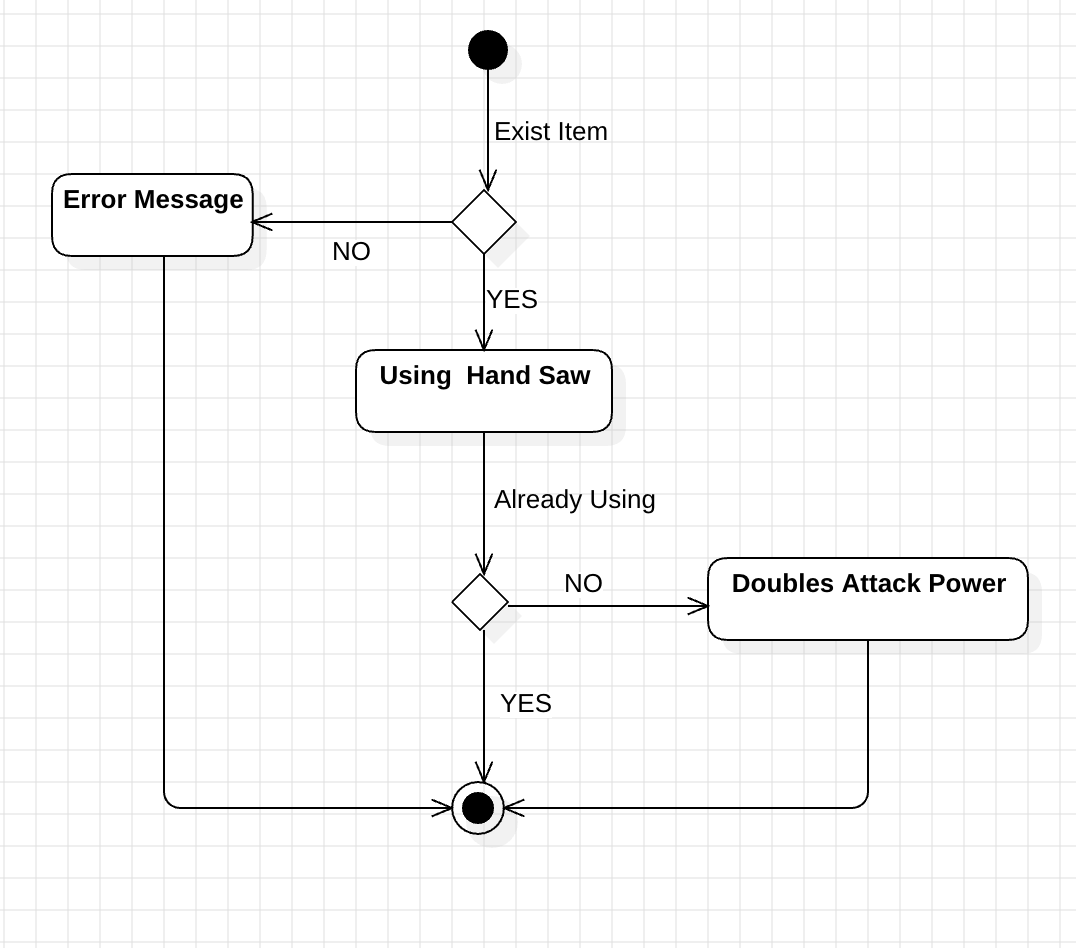 Exist Item
Error Message
NO
YES
Using  Hand Saw
Already Using
NO
Doubles Attack Power
YES